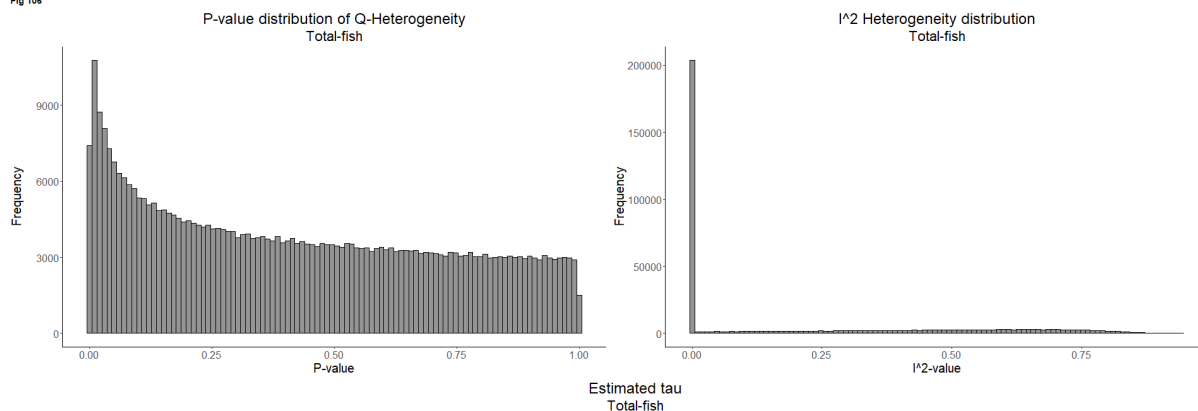 Fig 106
P-value distribution of Q-Heterogeneity
Total-fish
Frequency
9000
6000
3000
0
0.00
0.25
0.50
0.75
1.00
P-value
I^2 Heterogeneity distribution
Total-fish
Frequency
200000
150000
100000
50000
0
0.00
0.25
0.50
0.75
I^2-value
Estimated tau
Total-fish